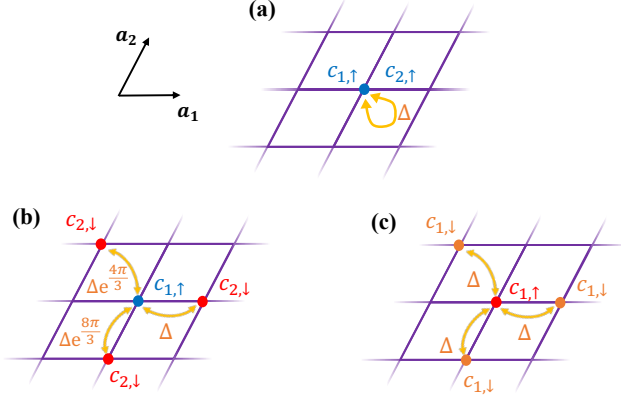 (a)
a₂
a₁
c₁,↑ c₂,↑
Δ
(b)
c₂,↓
Δe^{4π/3}
c₁,↑
c₂,↓
Δe^{8π/3}
Δ
c₂,↓
(c)
c₁,↓
Δ
c₁,↑
c₁,↓
Δ
Δ
c₁,↓